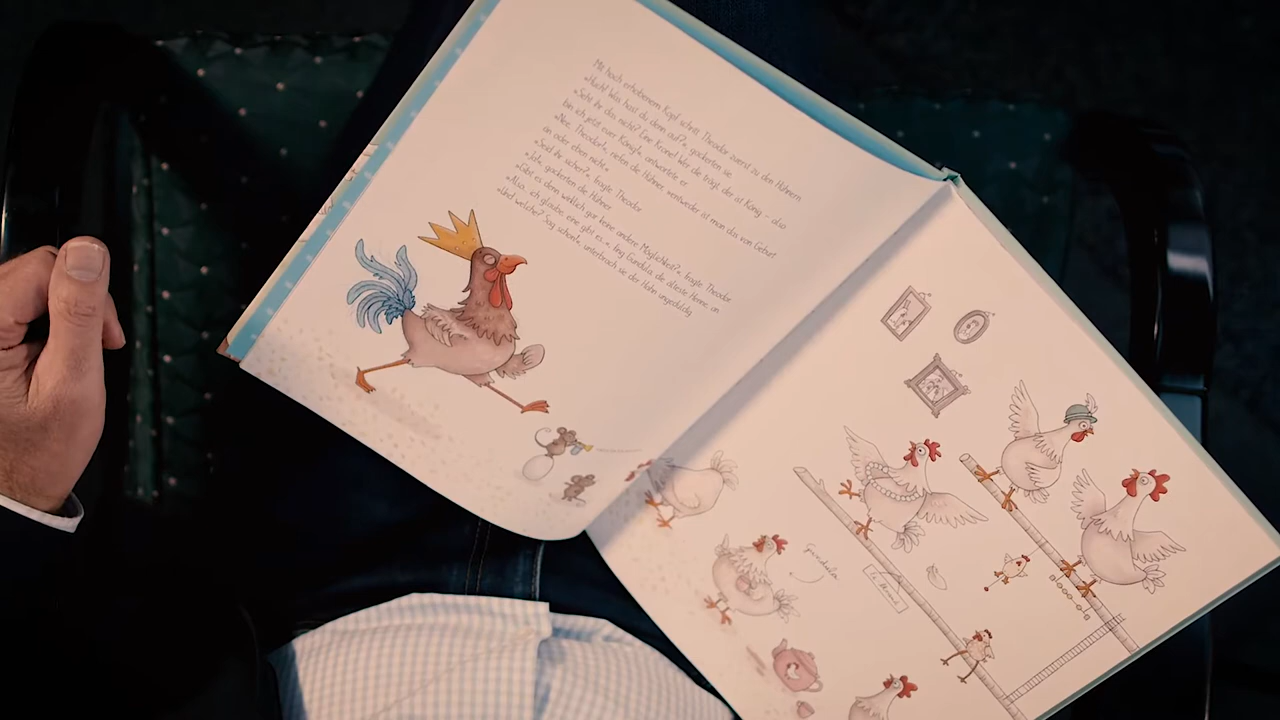 Mit hoch erhobenem Kopf schritt Theodor zuerst zu den Hühnern.
»Huch! Was hast du denn auf?«, gackerten sie.
»Seht ihr das nicht? Eine Krone! Wer die trägt, der ist König – also
bin ich jetzt euer König!«, antwortete er.
»Nee, Theodor!«, riefen die Hühner, »entweder ist man das von Geburt
an oder eben nicht.«
»Seid ihr sicher?«, fragte Theodor.
»Ja!«, gackerten die Hühner.
»Gibt es denn wirklich gar keine andere Möglichkeit?«, fragte Theodor.
»Also, ich glaube, eine gibt es …«, fing Gundula, die älteste Henne, an.
»Und welche? Sag schon!«, unterbrach sie der Hahn ungeduldig.
Gundula